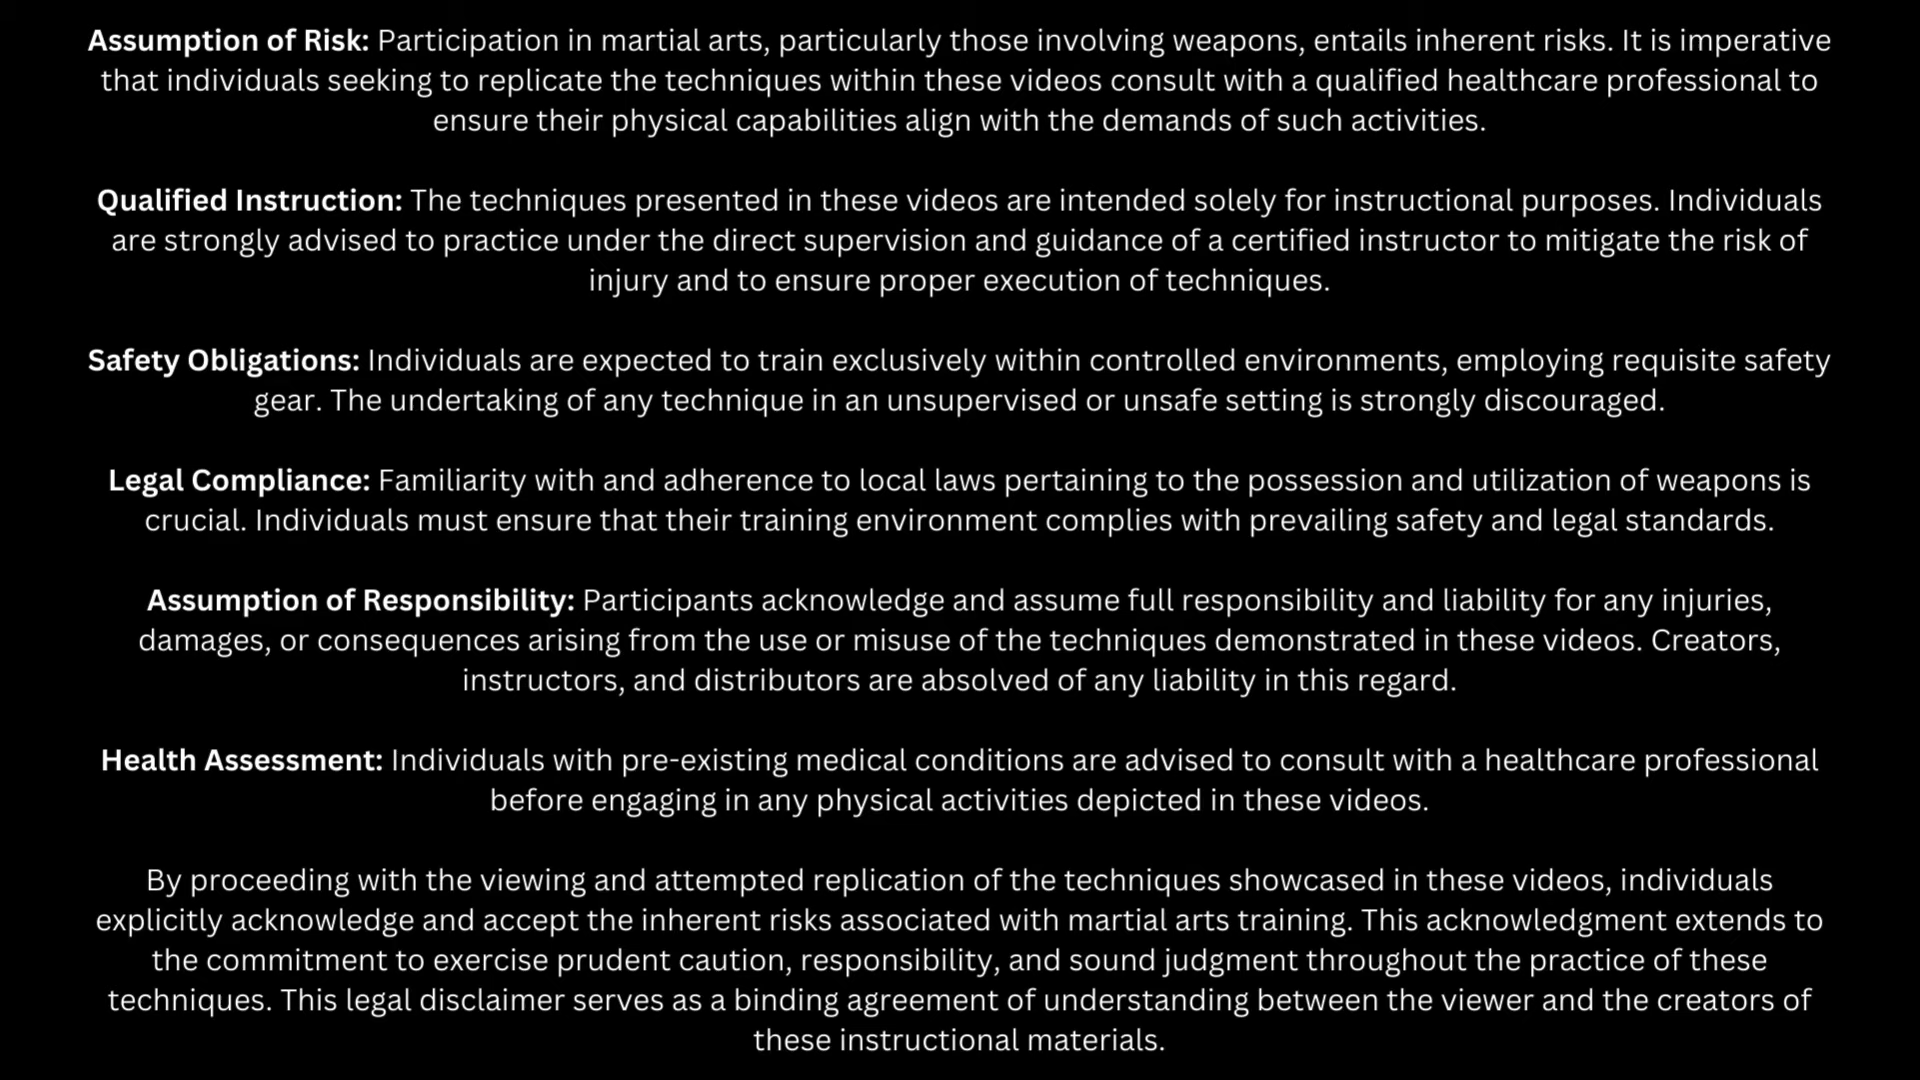 Assumption of Risk: Participation in martial arts, particularly those involving weapons, entails inherent risks. It is imperative
that individuals seeking to replicate the techniques within these videos consult with a qualified healthcare professional to
ensure their physical capabilities align with the demands of such activities.
Qualified Instruction: The techniques presented in these videos are intended solely for instructional purposes. Individuals
are strongly advised to practice under the direct supervision and guidance of a certified instructor to mitigate the risk of
injury and to ensure proper execution of techniques.
Safety Obligations: Individuals are expected to train exclusively within controlled environments, employing requisite safety
gear. The undertaking of any technique in an unsupervised or unsafe setting is strongly discouraged.
Legal Compliance: Familiarity with and adherence to local laws pertaining to the possession and utilization of weapons is
crucial. Individuals must ensure that their training environment complies with prevailing safety and legal standards.
Assumption of Responsibility: Participants acknowledge and assume full responsibility and liability for any injuries,
damages, or consequences arising from the use or misuse of the techniques demonstrated in these videos. Creators,
instructors, and distributors are absolved of any liability in this regard.
Health Assessment: Individuals with pre-existing medical conditions are advised to consult with a healthcare professional
before engaging in any physical activities depicted in these videos.
By proceeding with the viewing and attempted replication of the techniques showcased in these videos, individuals
explicitly acknowledge and accept the inherent risks associated with martial arts training. This acknowledgment extends to
the commitment to exercise prudent caution, responsibility, and sound judgment throughout the practice of these
techniques. This legal disclaimer serves as a binding agreement of understanding between the viewer and the creators of
these instructional materials.